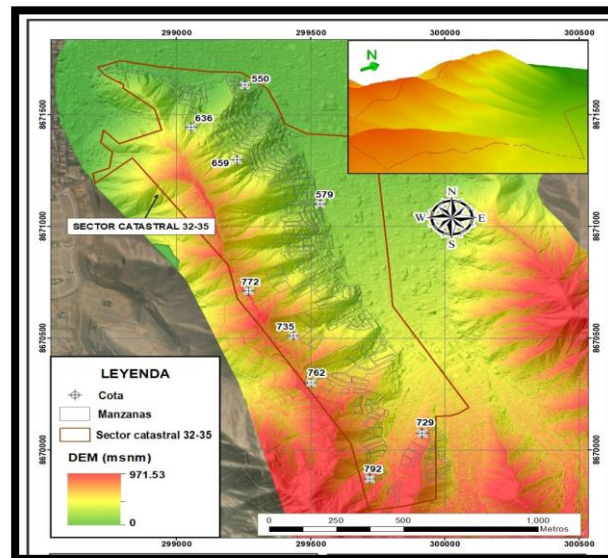 299000 299500 300000 300500
N
550
8671500
636
659
579
8671000
N
W E
S
SECTOR CATASTRAL 32-35
772
8670500
735
762
729
8670000
792
LEYENDA
Cota
Manzanas
Sector catastral 32-35
DEM (msnm)
971.53
0
0 250 500 1,000
Metros
299000 299500 300000 300500